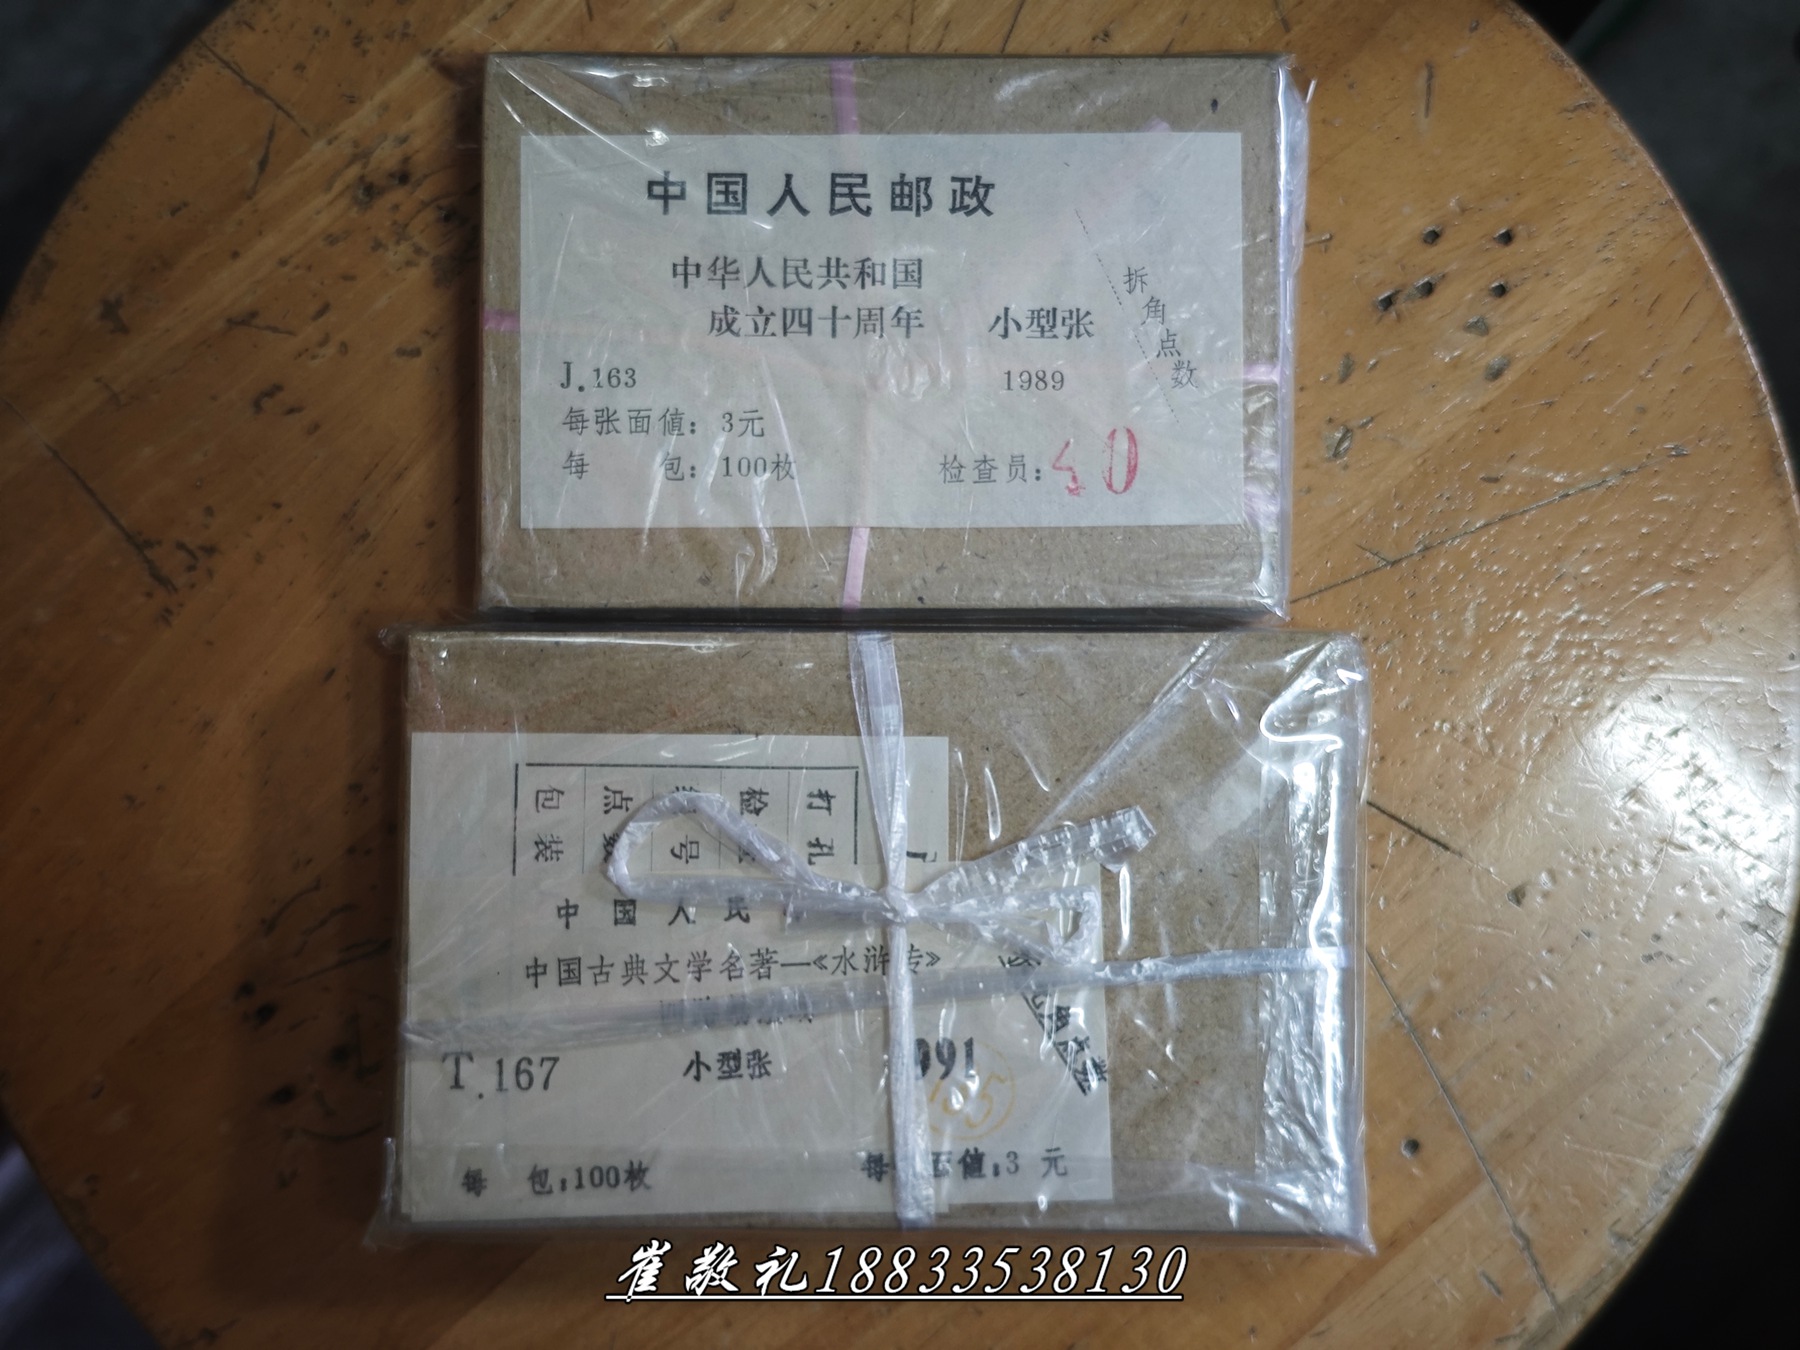 中国人民邮政
中华人民共和国
成立四十周年 小型张
J.163 1989
每张面值：3元
每 包：100枚 检查员：40
拆角点数
包装 点 号 检 打孔
中国人民
中国古典文学名著—《水浒传》
T.167 小型张 991
135
每 包：100枚 每 面值：3 元
崔敬礼18833538130